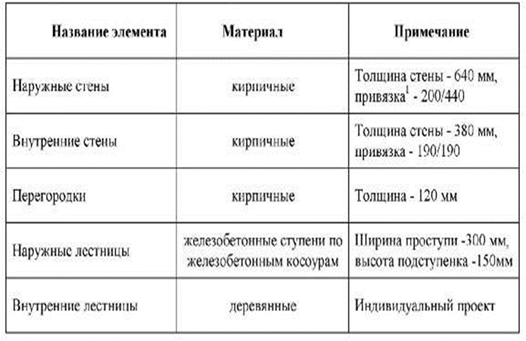 Название элемента Материал Примечание
Наружные стены кирпичные Толщина стены - 640 мм,
привязка¹ - 200/440
Внутренние стены кирпичные Толщина стены - 380 мм,
привязка - 190/190
Перегородки кирпичные Толщина - 120 мм
Наружные лестницы железобетонные ступени по
железобетонным косоурам Ширина проступи -300 мм,
высота подступенка -150мм
Внутренние лестницы деревянные Индивидуальный проект